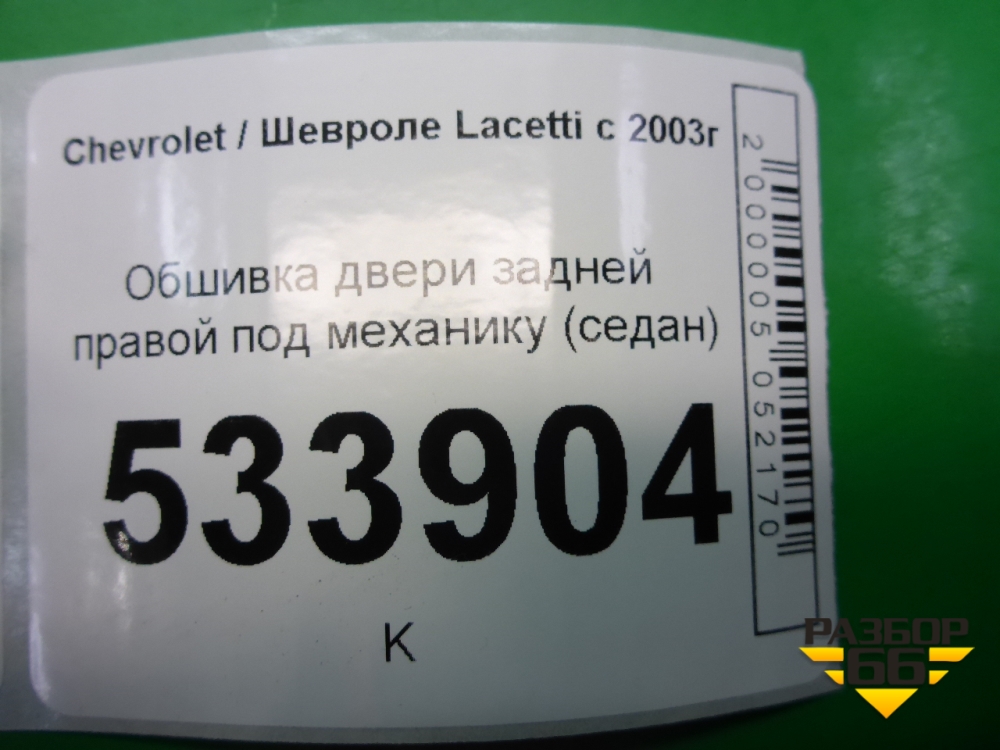 Chevrolet / Шевроле Lacetti с 2003г
Обшивка двери задней
правой под механику (седан)
533904
К
2000005052170
РАЗБОР
66